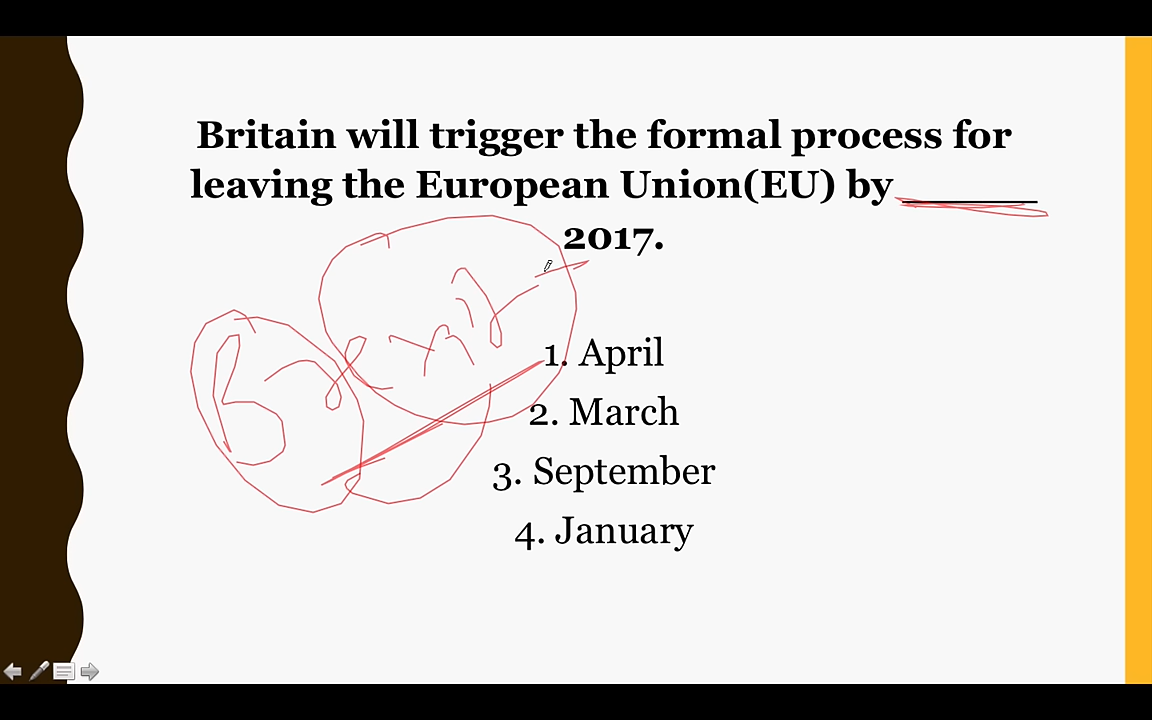 Britain will trigger the formal process for
leaving the European Union(EU) by ______
2017.
Brexit
1. April
2. March
3. September
4. January